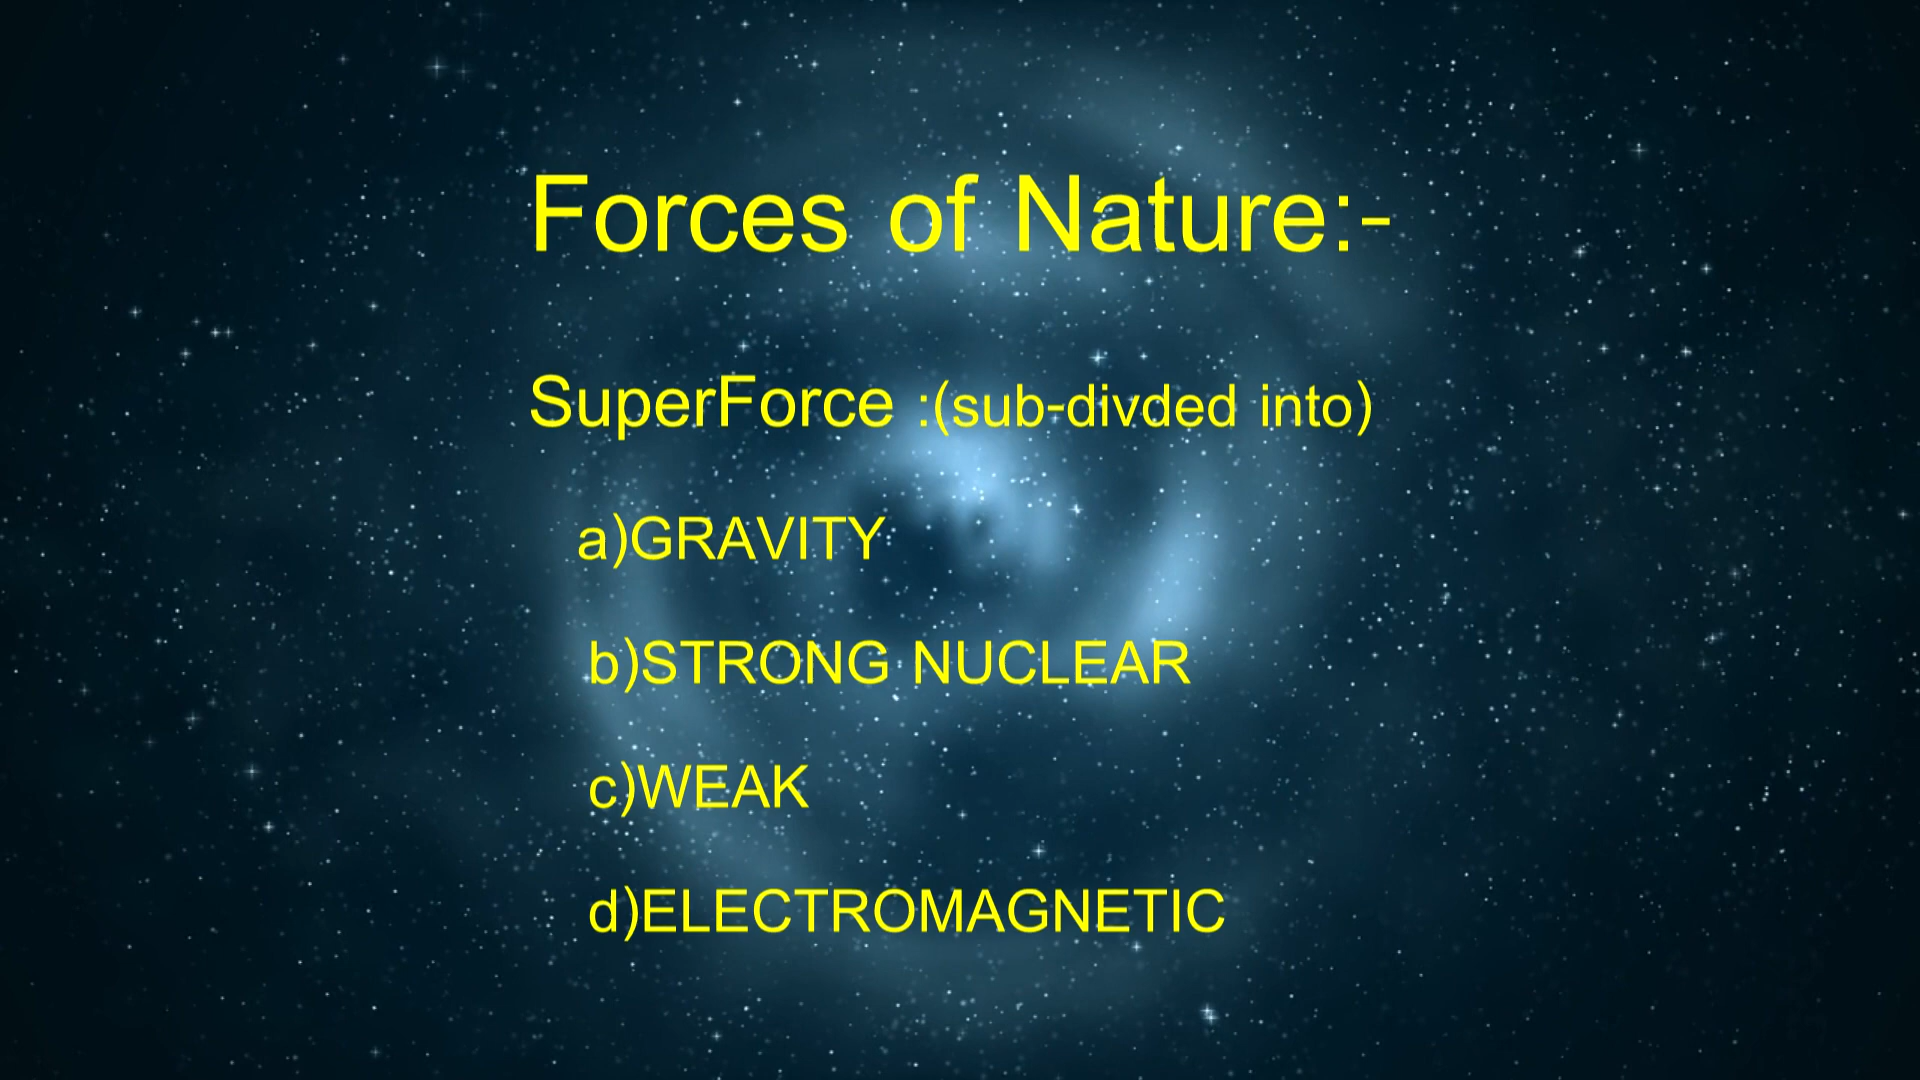 Forces of Nature:-
SuperForce :(sub-divded into)
a)GRAVITY
b)STRONG NUCLEAR
c)WEAK
d)ELECTROMAGNETIC